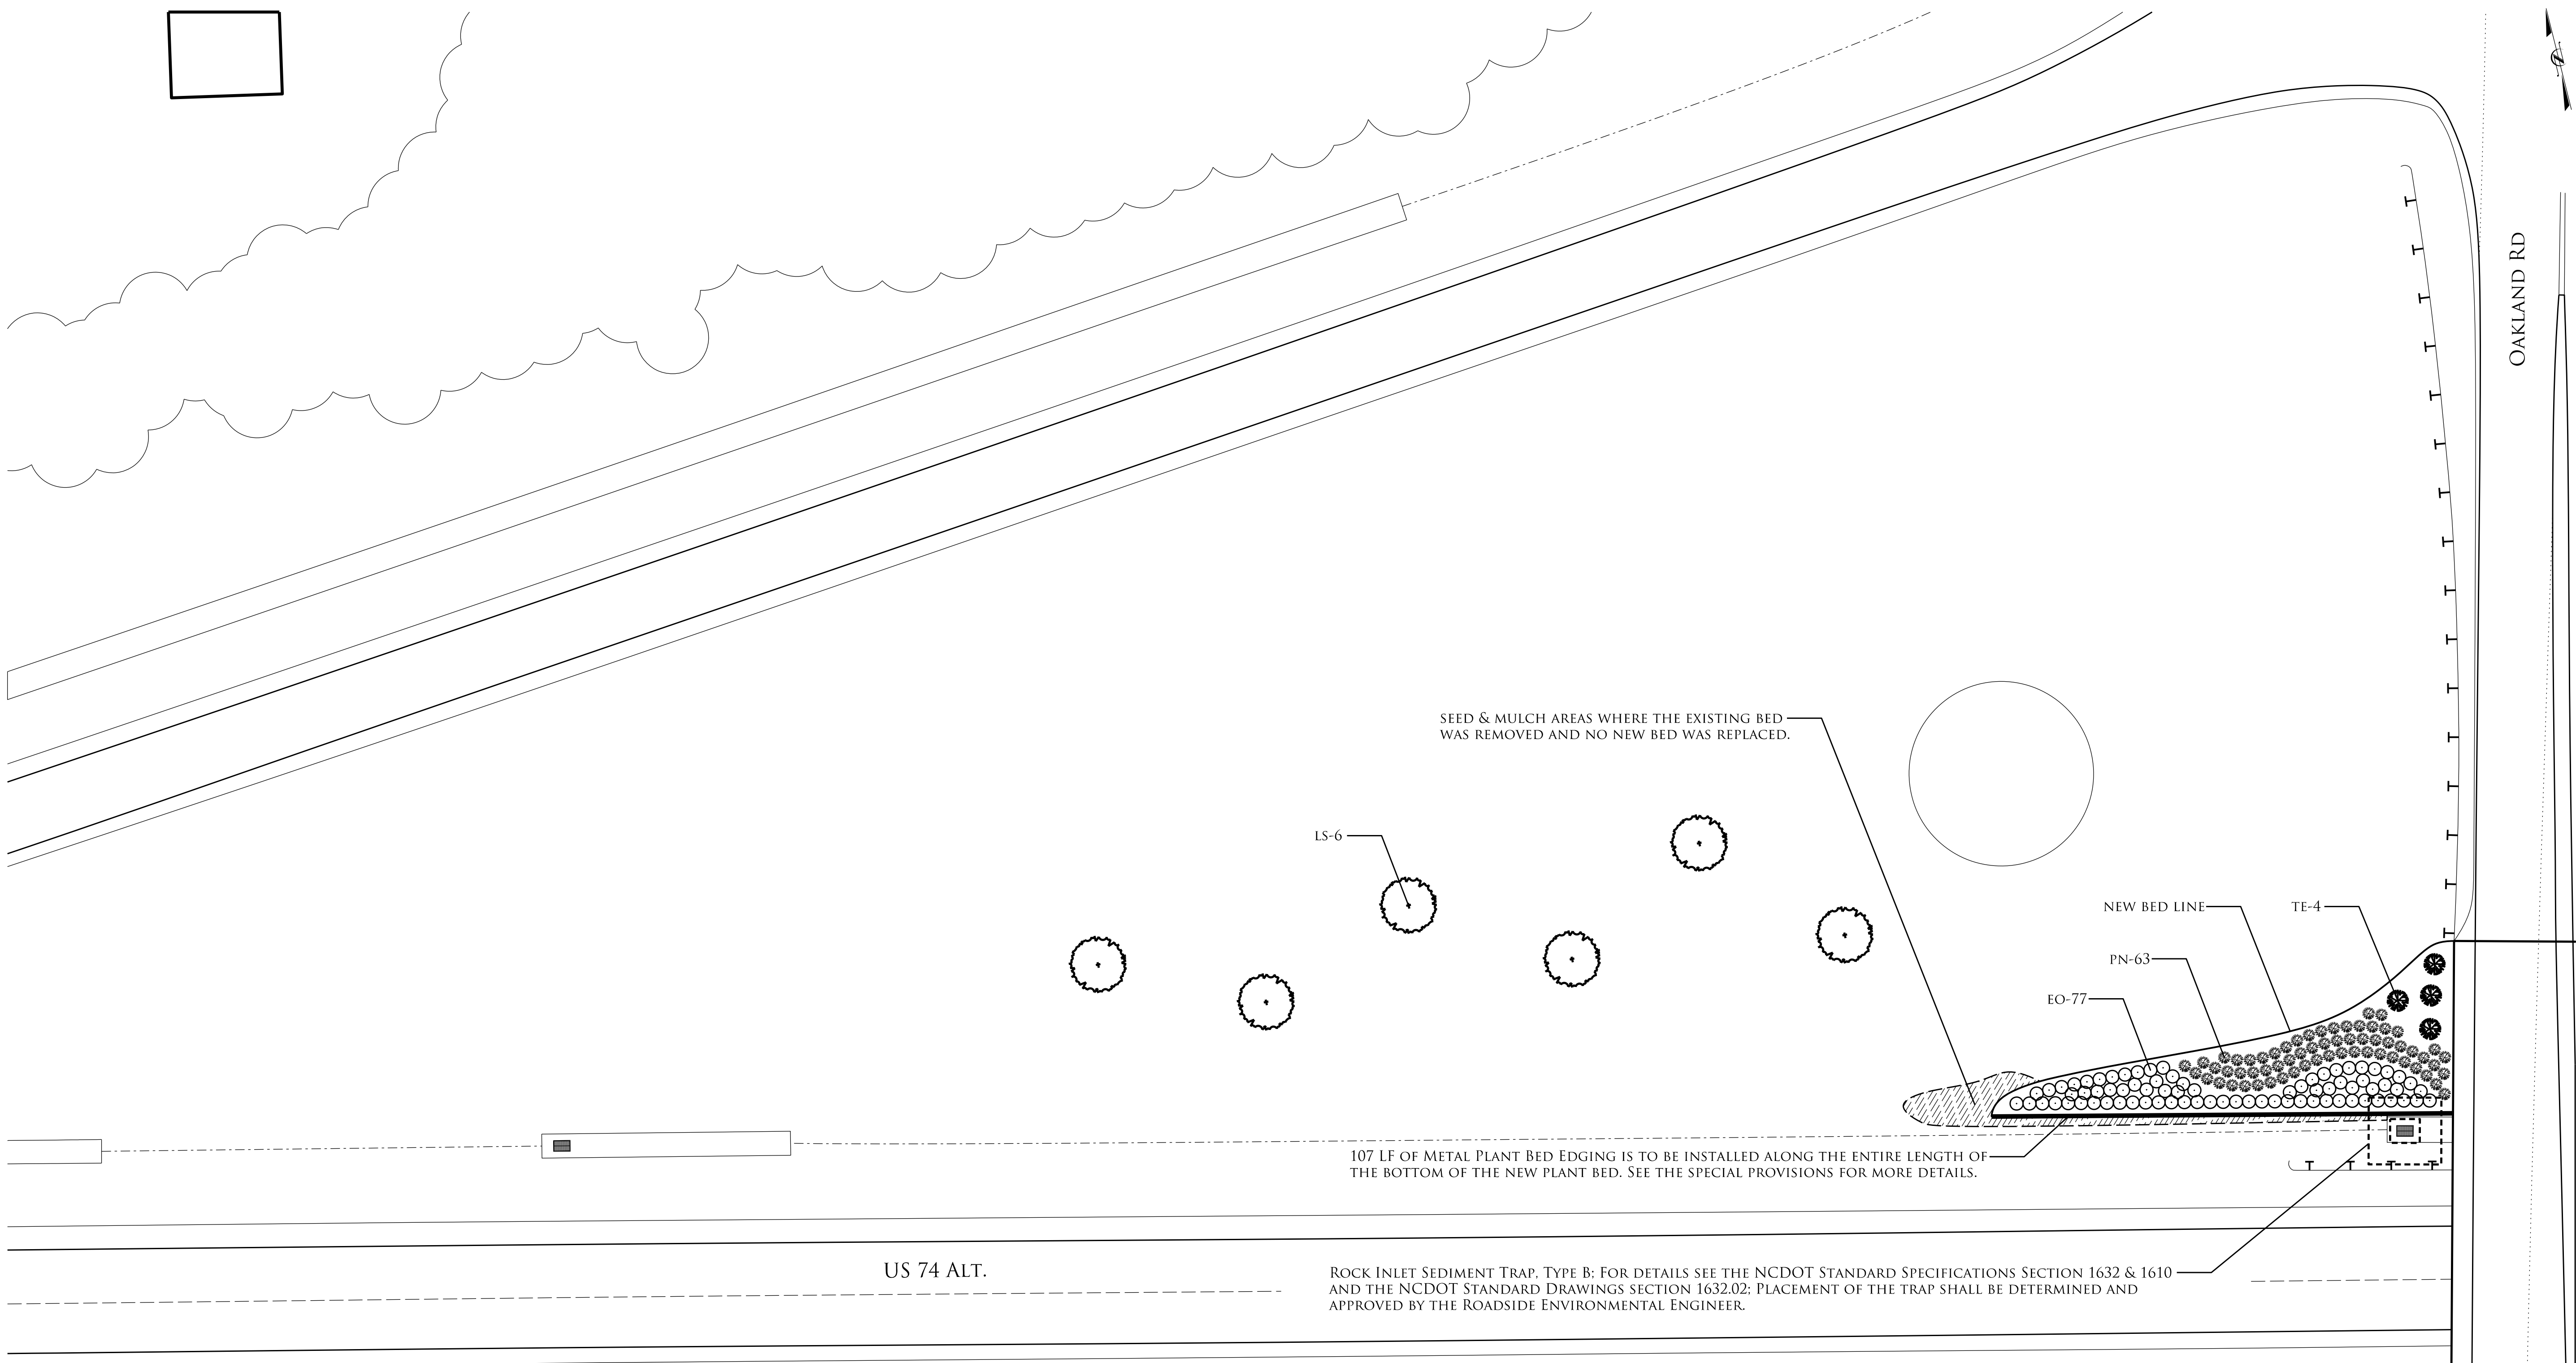 N
OAKLAND RD
SEED & MULCH AREAS WHERE THE EXISTING BED
WAS REMOVED AND NO NEW BED WAS REPLACED.
LS-6
NEW BED LINE
TE-4
PN-63
EO-77
107 LF OF METAL PLANT BED EDGING IS TO BE INSTALLED ALONG THE ENTIRE LENGTH OF
THE BOTTOM OF THE NEW PLANT BED. SEE THE SPECIAL PROVISIONS FOR MORE DETAILS.
US 74 ALT.
ROCK INLET SEDIMENT TRAP, TYPE B; FOR DETAILS SEE THE NCDOT STANDARD SPECIFICATIONS SECTION 1632 & 1610
AND THE NCDOT STANDARD DRAWINGS SECTION 1632.02; PLACEMENT OF THE TRAP SHALL BE DETERMINED AND
APPROVED BY THE ROADSIDE ENVIRONMENTAL ENGINEER.